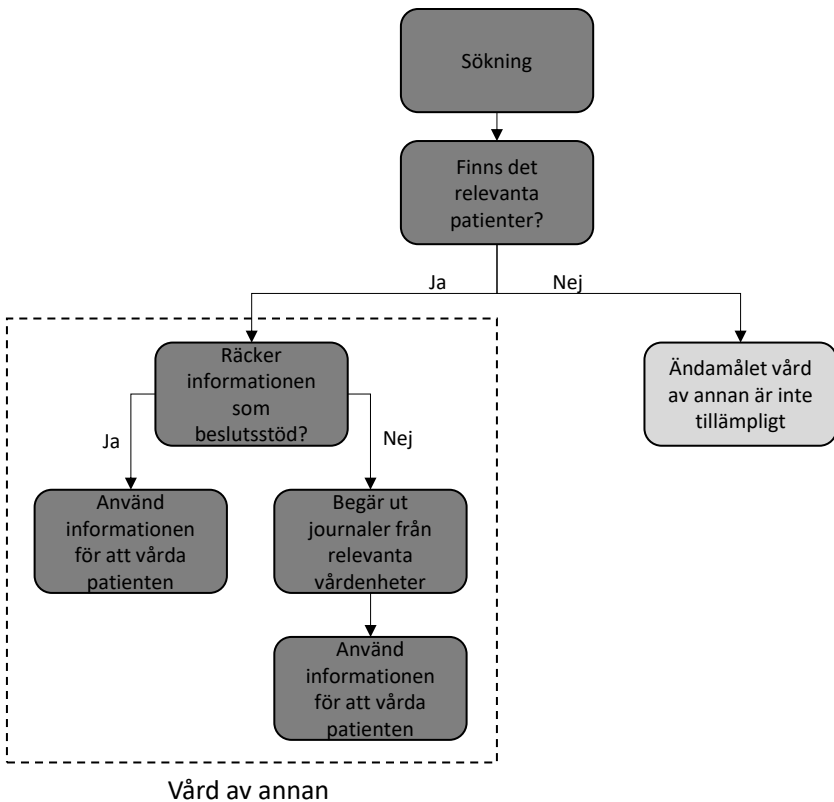 Sökning
Finns det
relevanta
patienter?
Ja
Nej
Räcker
informationen
som
beslutsstöd?
Ändamålet vård
av annan är inte
tillämpligt
Ja
Nej
Använd
informationen
för att vårda
patienten
Begär ut
journaler från
relevanta
vårdenheter
Använd
informationen
för att vårda
patienten
Vård av annan